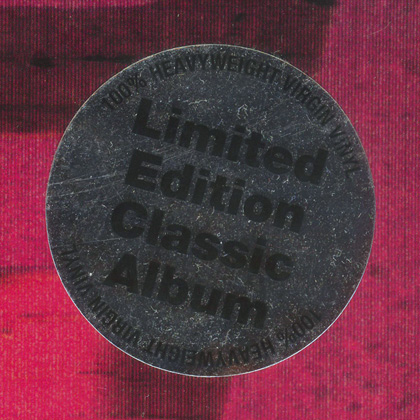 100% HEAVYWEIGHT VIRGIN VINYL
Limited
Edition
Classic
Album
100% HEAVYWEIGHT VIRGIN VINYL